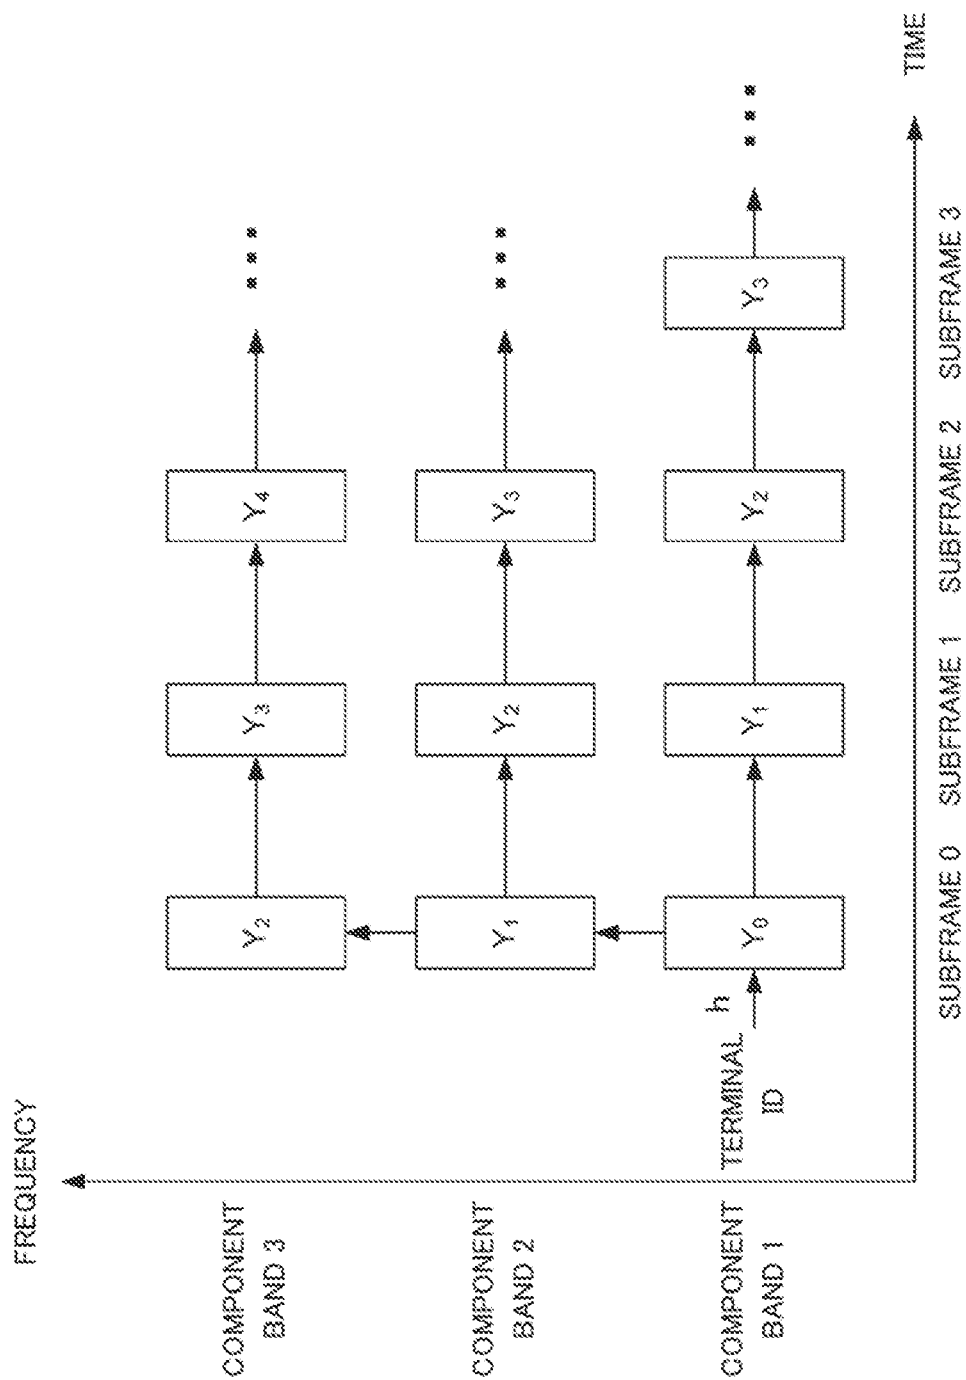 FREQUENCY
COMPONENT
BAND 3
Y2
Y3
Y4
...
COMPONENT
BAND 2
Y1
Y2
Y3
...
COMPONENT
BAND 1
TERMINAL
ID
h
Y0
Y1
Y2
Y3
...
TIME
SUBFRAME 0
SUBFRAME 1
SUBFRAME 2
SUBFRAME 3